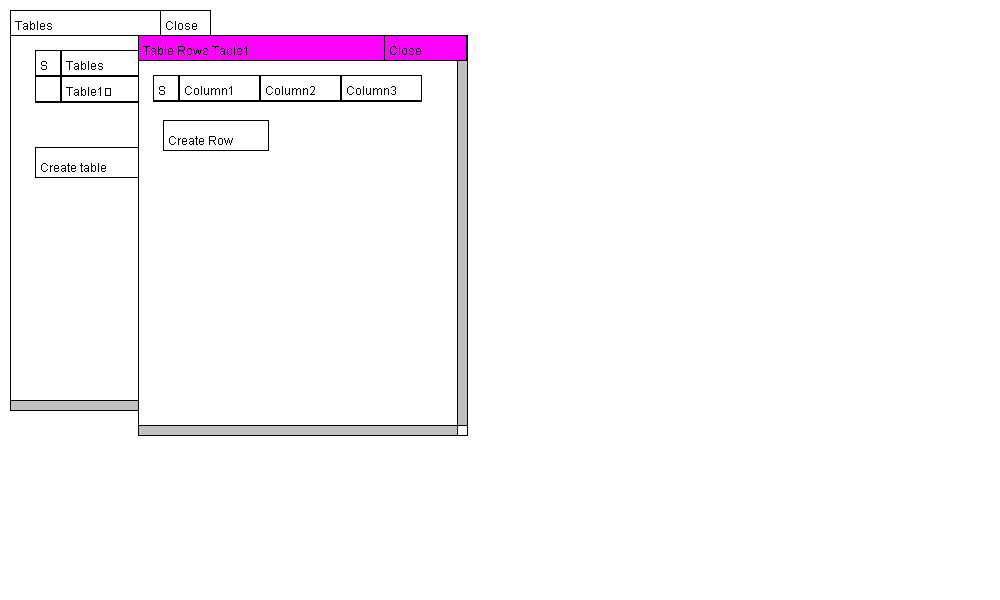 Tables Close
Table Rows Table1 Close
S Tables
Table1
S Column1 Column2 Column3
Create Row
Create table